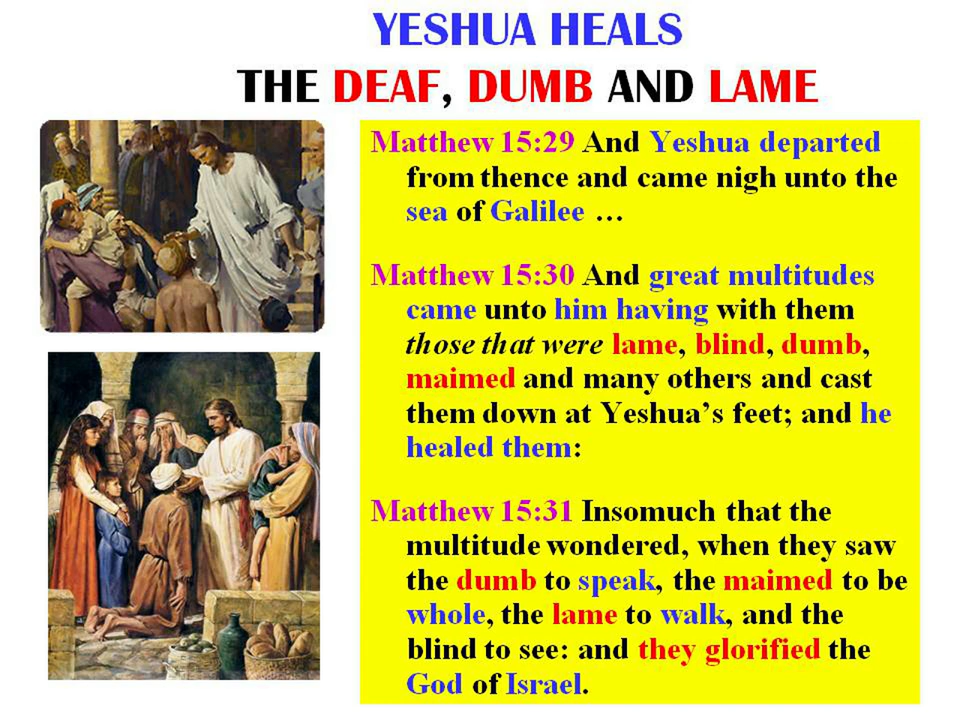 YESHUA HEALS
THE DEAF, DUMB AND LAME
Matthew 15:29 And Yeshua departed
from thence and came nigh unto the
sea of Galilee …
Matthew 15:30 And great multitudes
came unto him having with them
those that were lame, blind, dumb,
maimed and many others and cast
them down at Yeshua’s feet; and he
healed them:
Matthew 15:31 Insomuch that the
multitude wondered, when they saw
the dumb to speak, the maimed to be
whole, the lame to walk, and the
blind to see: and they glorified the
God of Israel.